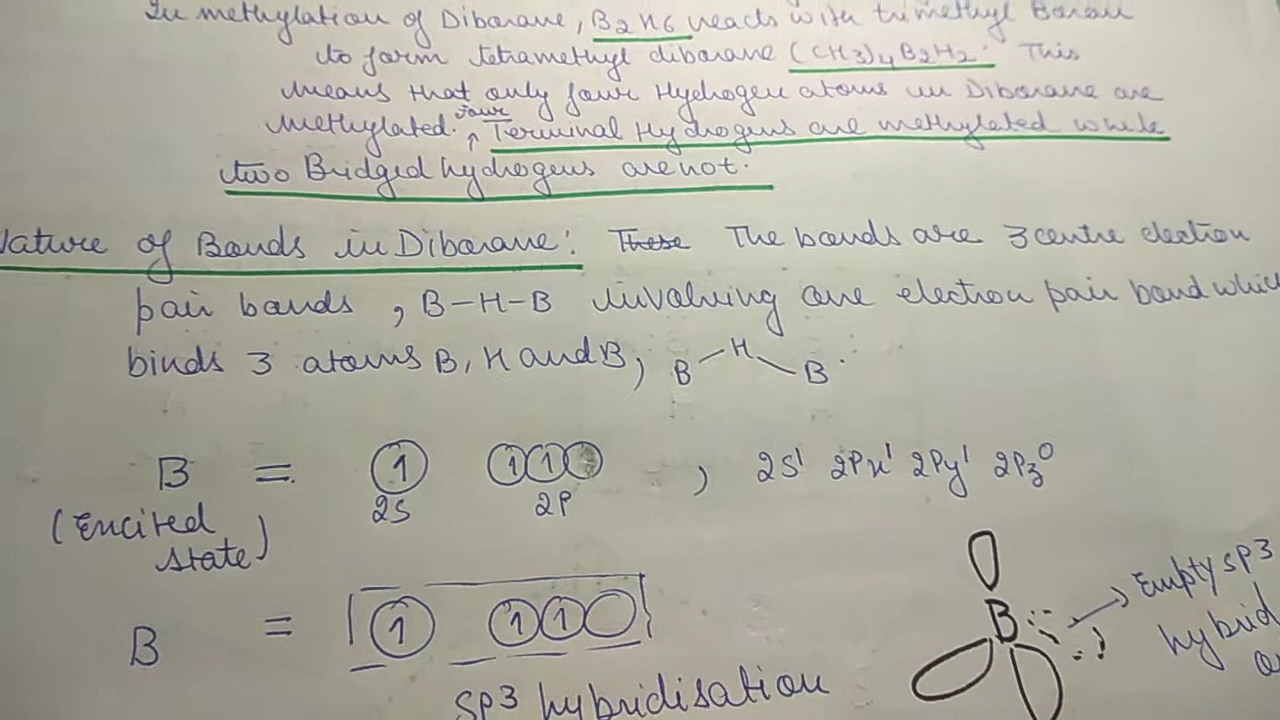 In methylation of Diborane, B2H6 reacts with trimethyl Boron
to form tetramethyl diborane (CH3)4B2H2. This
means that only four Hydrogen atoms in Diborane are
methylated. four Terminal Hydrogens are methylated while
two Bridged hydrogens are not.
Nature of Bonds in Diborane: These The bonds are 3 centre electron
pair bonds, B-H-B involving one electron pair bond which
binds 3 atoms B, H and B, B-H-B.
B = 1 1 1 , 2S¹ 2Px¹ 2Py¹ 2Pz⁰
2S 2P
(Excited state)
B = 1 1 1
SP3 hybridisation
B
Empty SP3
hybrid